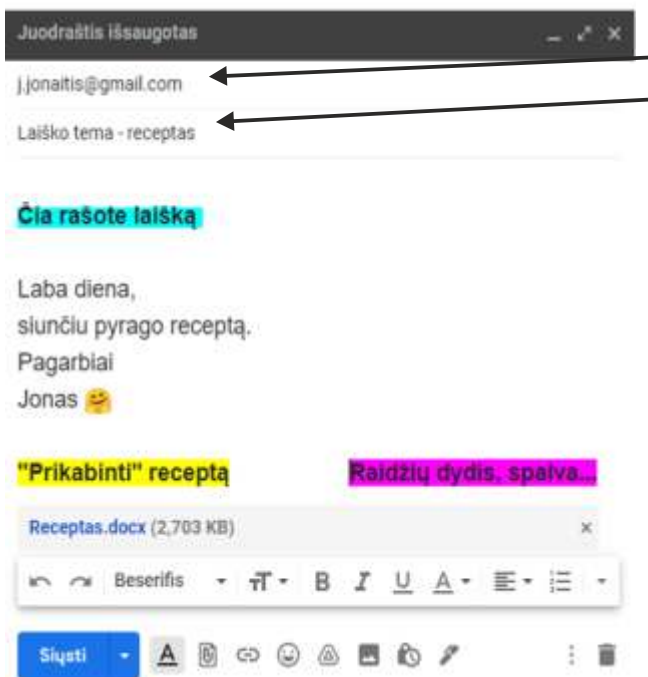 Juodraštis išsaugotas
j.jonaitis@gmail.com
Laiško tema - receptas
Čia rašote laišką
Laba diena,
siunčiu pyrago receptą.
Pagarbiai
Jonas 🤗
"Prikabinti" receptą Raidžių dydis, spalva...
Receptas.docx (2,703 KB)
Beserifis
Siųsti